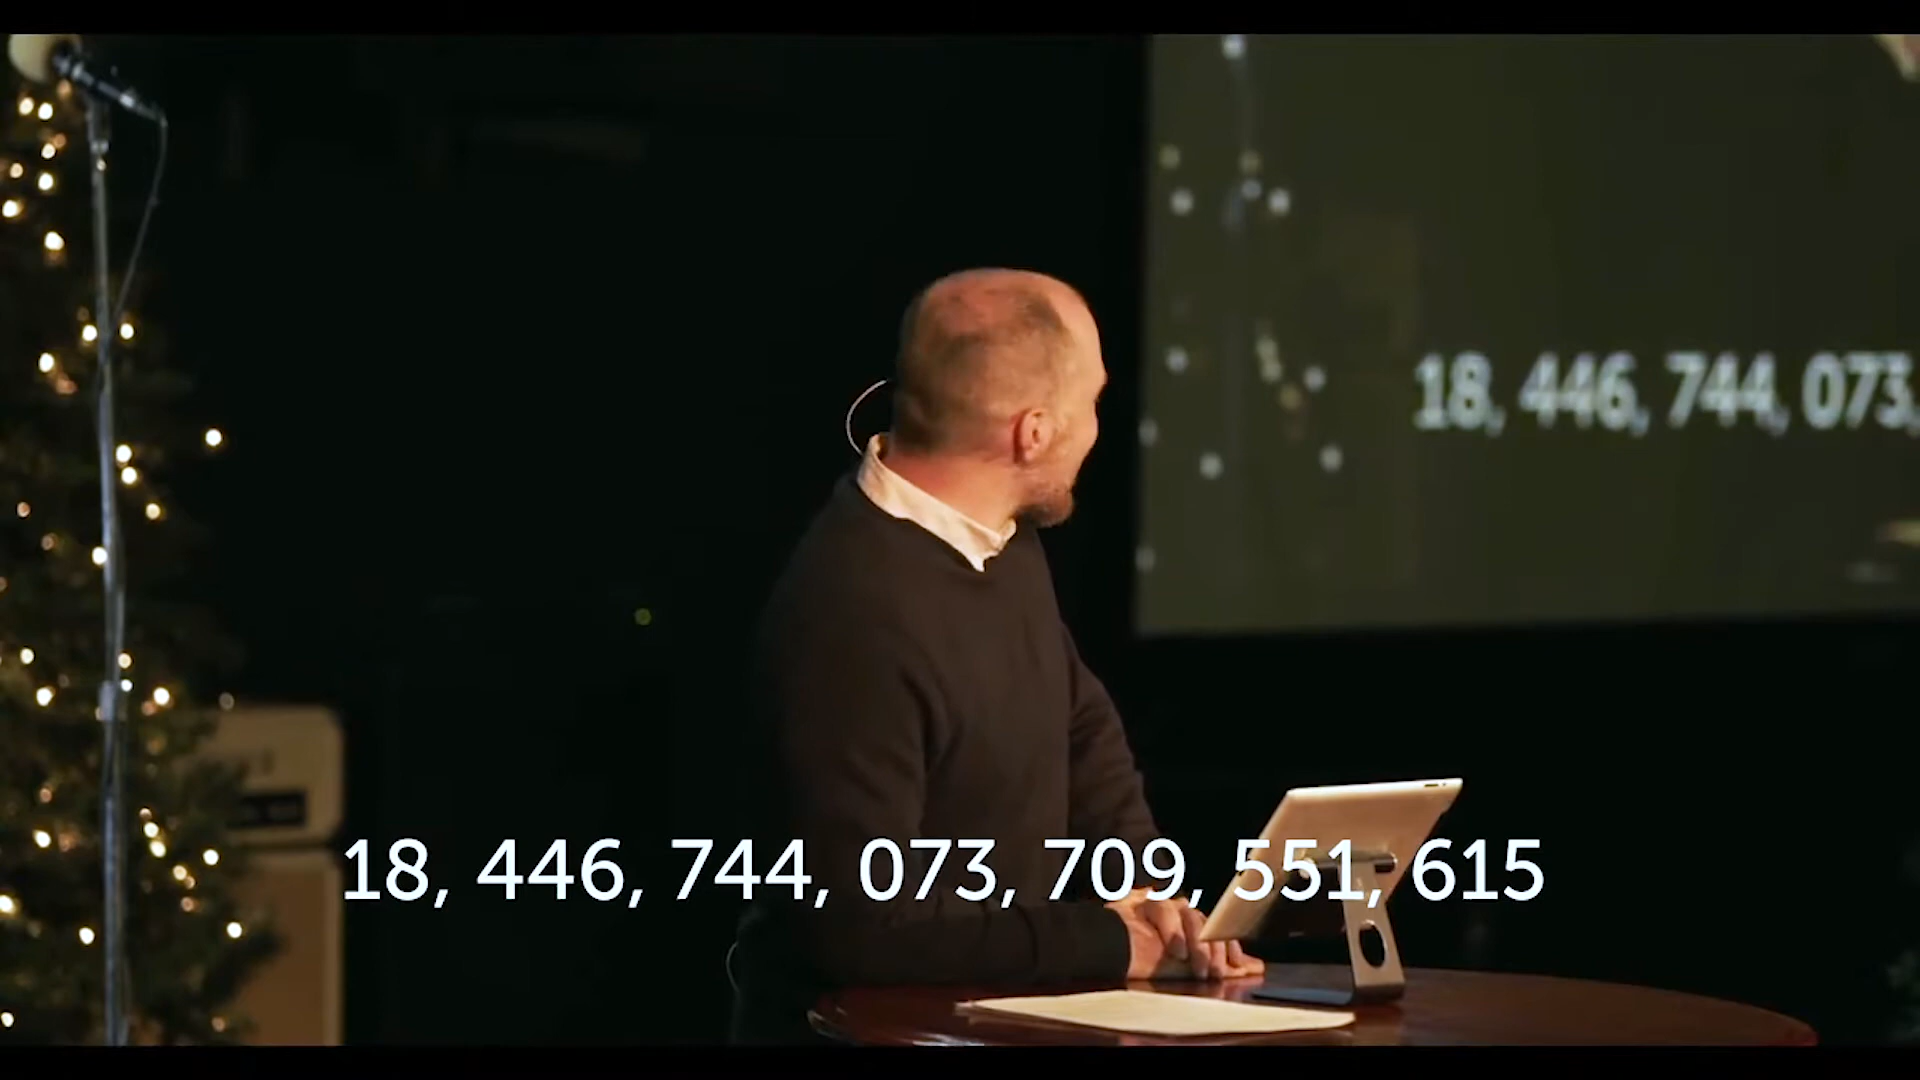 18, 446, 744, 073,
18, 446, 744, 073, 709, 551, 615